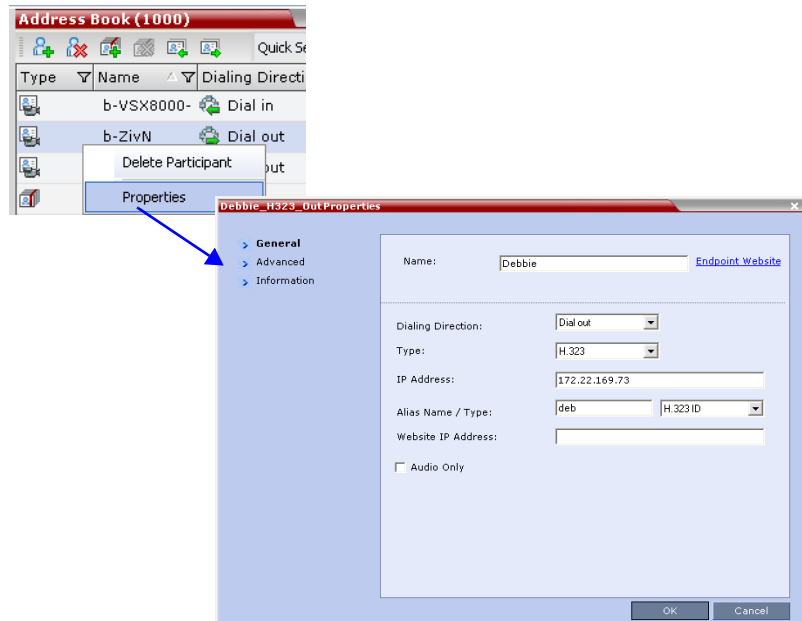 Address Book (1000)
Quick Se
Type Name Dialing Directi
b-VSX8000- Dial in
b-ZivN Dial out
Delete Participant out
Properties
Debbie_H323_Out Properties
General
Advanced
Information
Name: Debbie Endpoint Website
Dialing Direction: Dial out
Type: H.323
IP Address: 172.22.169.73
Alias Name / Type: deb H.323 ID
Website IP Address:
Audio Only
OK Cancel